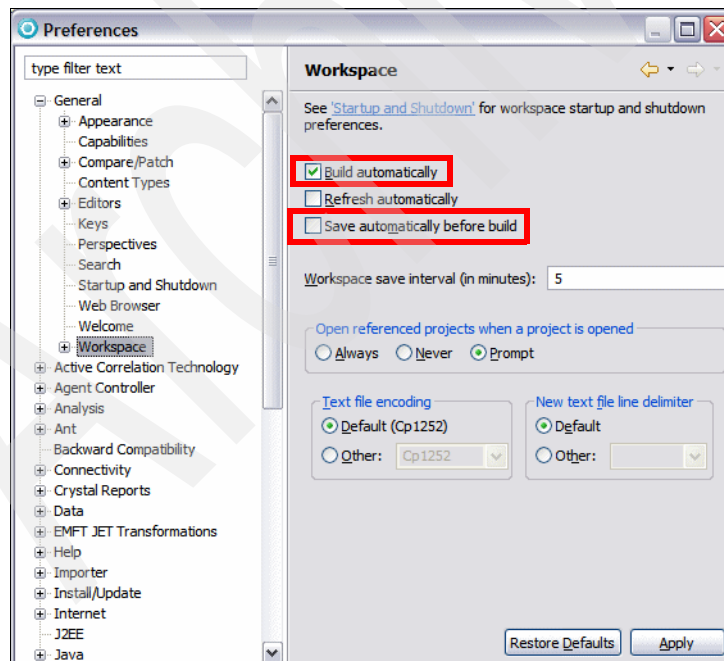 Preferences
type filter text
General
Appearance
Capabilities
Compare/Patch
Content Types
Editors
Keys
Perspectives
Search
Startup and Shutdown
Web Browser
Welcome
Workspace
Active Correlation Technology
Agent Controller
Analysis
Ant
Backward Compatibility
Connectivity
Crystal Reports
Data
EMFT JET Transformations
Help
Importer
Install/Update
Internet
J2EE
Java
Workspace
See 'Startup and Shutdown' for workspace startup and shutdown
preferences.
Build automatically
Refresh automatically
Save automatically before build
Workspace save interval (in minutes): 5
Open referenced projects when a project is opened
Always Never Prompt
Text file encoding
Default (Cp1252)
Other: Cp1252
New text file line delimiter
Default
Other:
Restore Defaults Apply